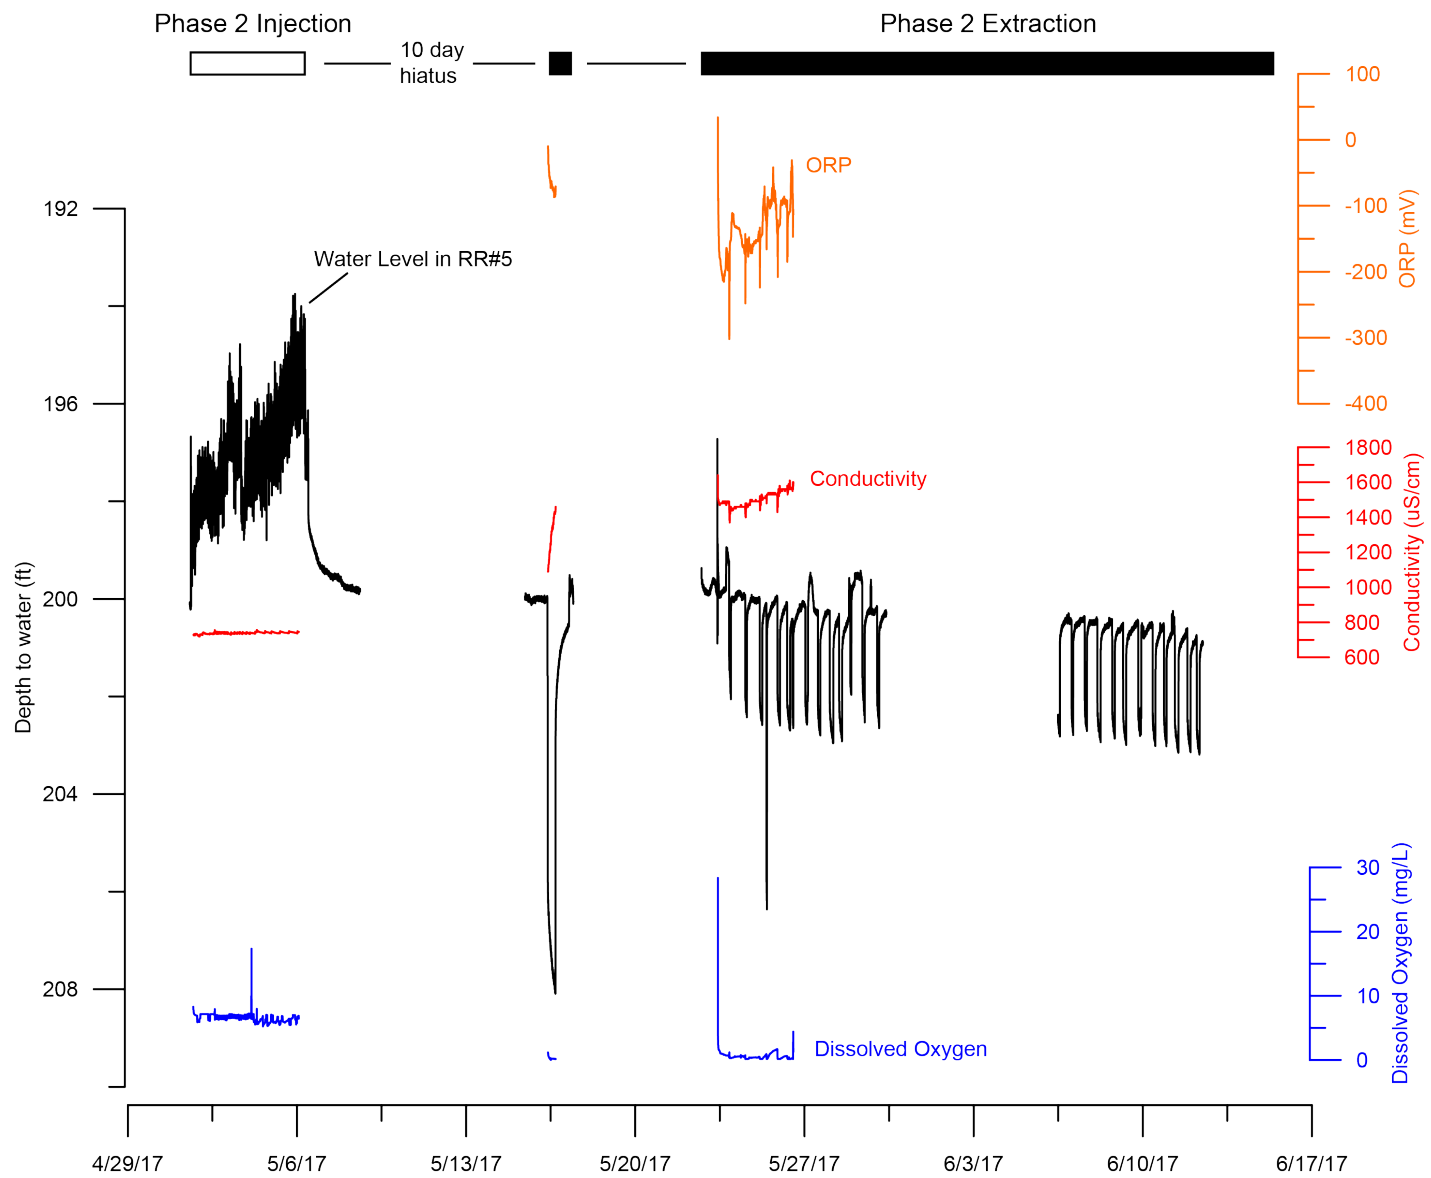 Phase 2 Injection
Phase 2 Extraction
10 day
hiatus
100
0
-100
-200
-300
-400
ORP (mV)
ORP
192
196
200
204
208
Depth to water (ft)
Water Level in RR#5
1800
1600
1400
1200
1000
800
600
Conductivity (uS/cm)
Conductivity
30
20
10
0
Dissolved Oxygen (mg/L)
Dissolved Oxygen
4/29/17
5/6/17
5/13/17
5/20/17
5/27/17
6/3/17
6/10/17
6/17/17